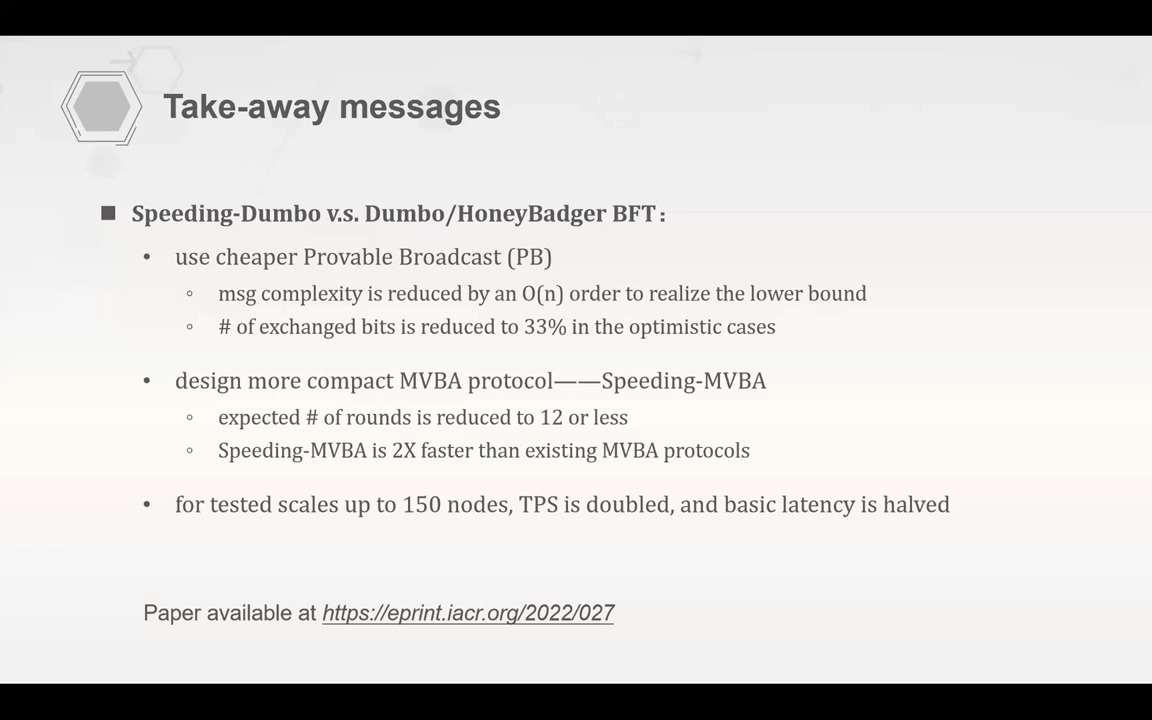 Take-away messages
■ Speeding-Dumbo v.s. Dumbo/HoneyBadger BFT：
• use cheaper Provable Broadcast (PB)
◦ msg complexity is reduced by an O(n) order to realize the lower bound
◦ # of exchanged bits is reduced to 33% in the optimistic cases
• design more compact MVBA protocol——Speeding-MVBA
◦ expected # of rounds is reduced to 12 or less
◦ Speeding-MVBA is 2X faster than existing MVBA protocols
• for tested scales up to 150 nodes, TPS is doubled, and basic latency is halved
Paper available at https://eprint.iacr.org/2022/027